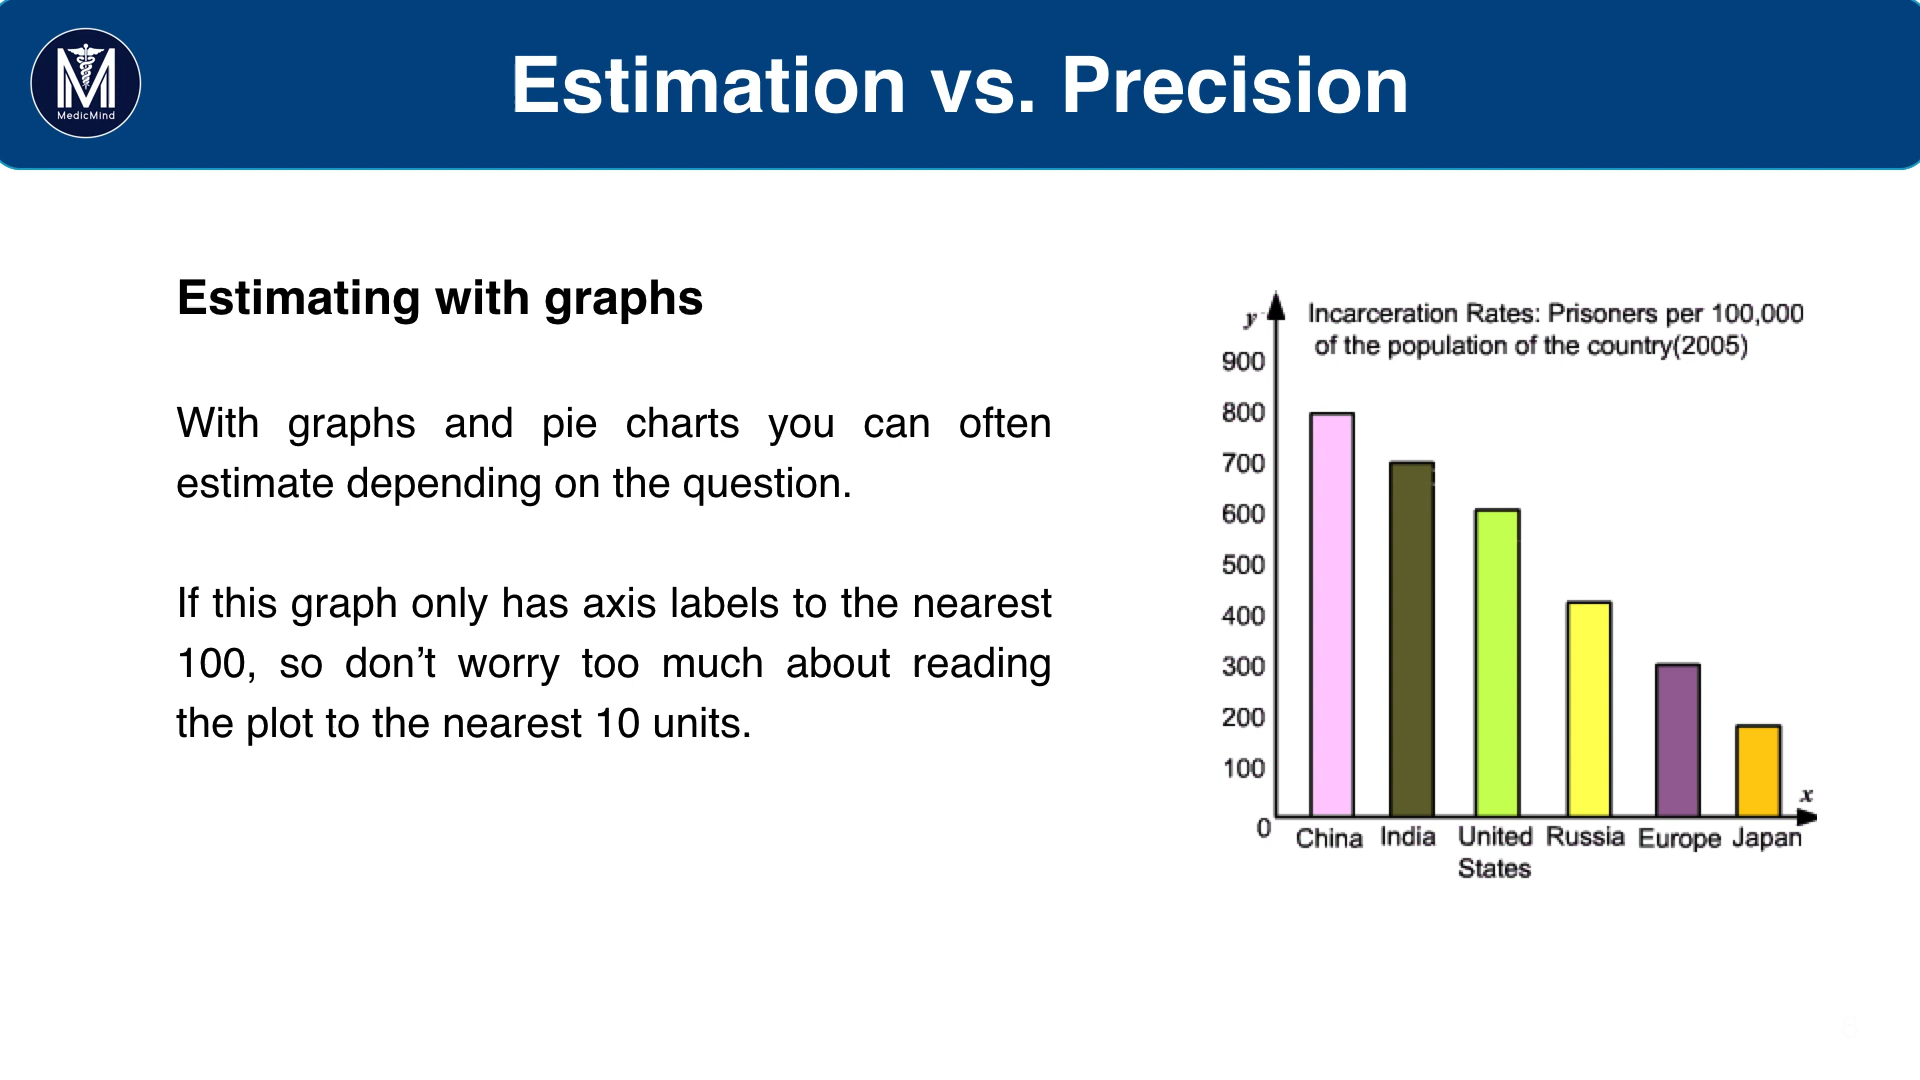 MedicMind
Estimation vs. Precision
Estimating with graphs
With graphs and pie charts you can often
estimate depending on the question.
If this graph only has axis labels to the nearest
100, so don’t worry too much about reading
the plot to the nearest 10 units.
y
Incarceration Rates: Prisoners per 100,000
of the population of the country(2005)
900
800
700
600
500
400
300
200
100
0
x
China India United Russia Europe Japan
States